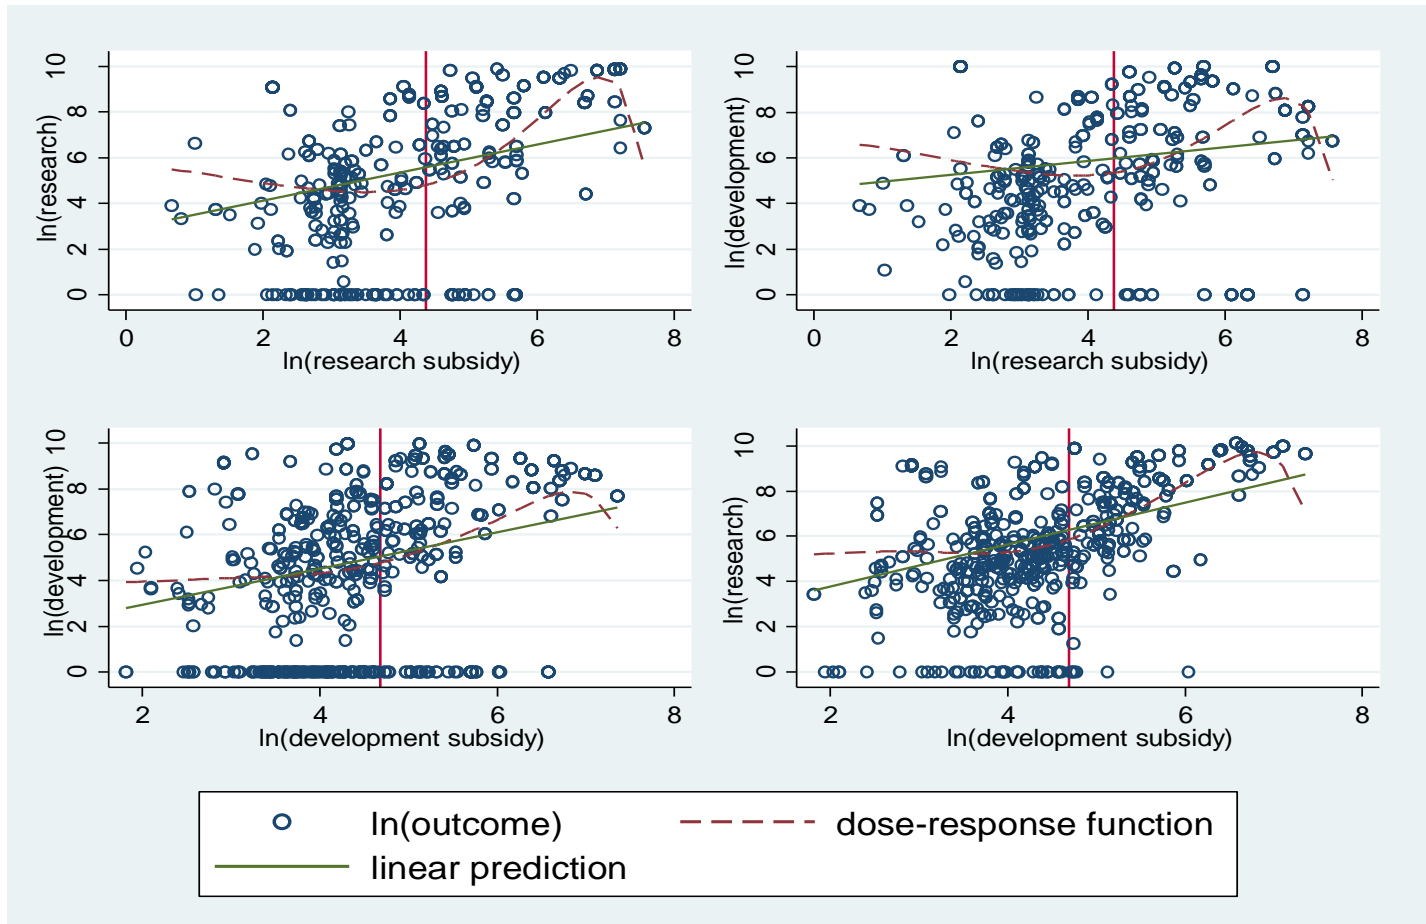 ln(research)
10
8
6
4
2
0
0 2 4 6 8
ln(research subsidy)
ln(development)
10
8
6
4
2
0
0 2 4 6 8
ln(research subsidy)
ln(development)
10
8
6
4
2
0
2 4 6 8
ln(development subsidy)
ln(research)
10
8
6
4
2
0
2 4 6 8
ln(development subsidy)
ln(outcome) dose-response function
linear prediction